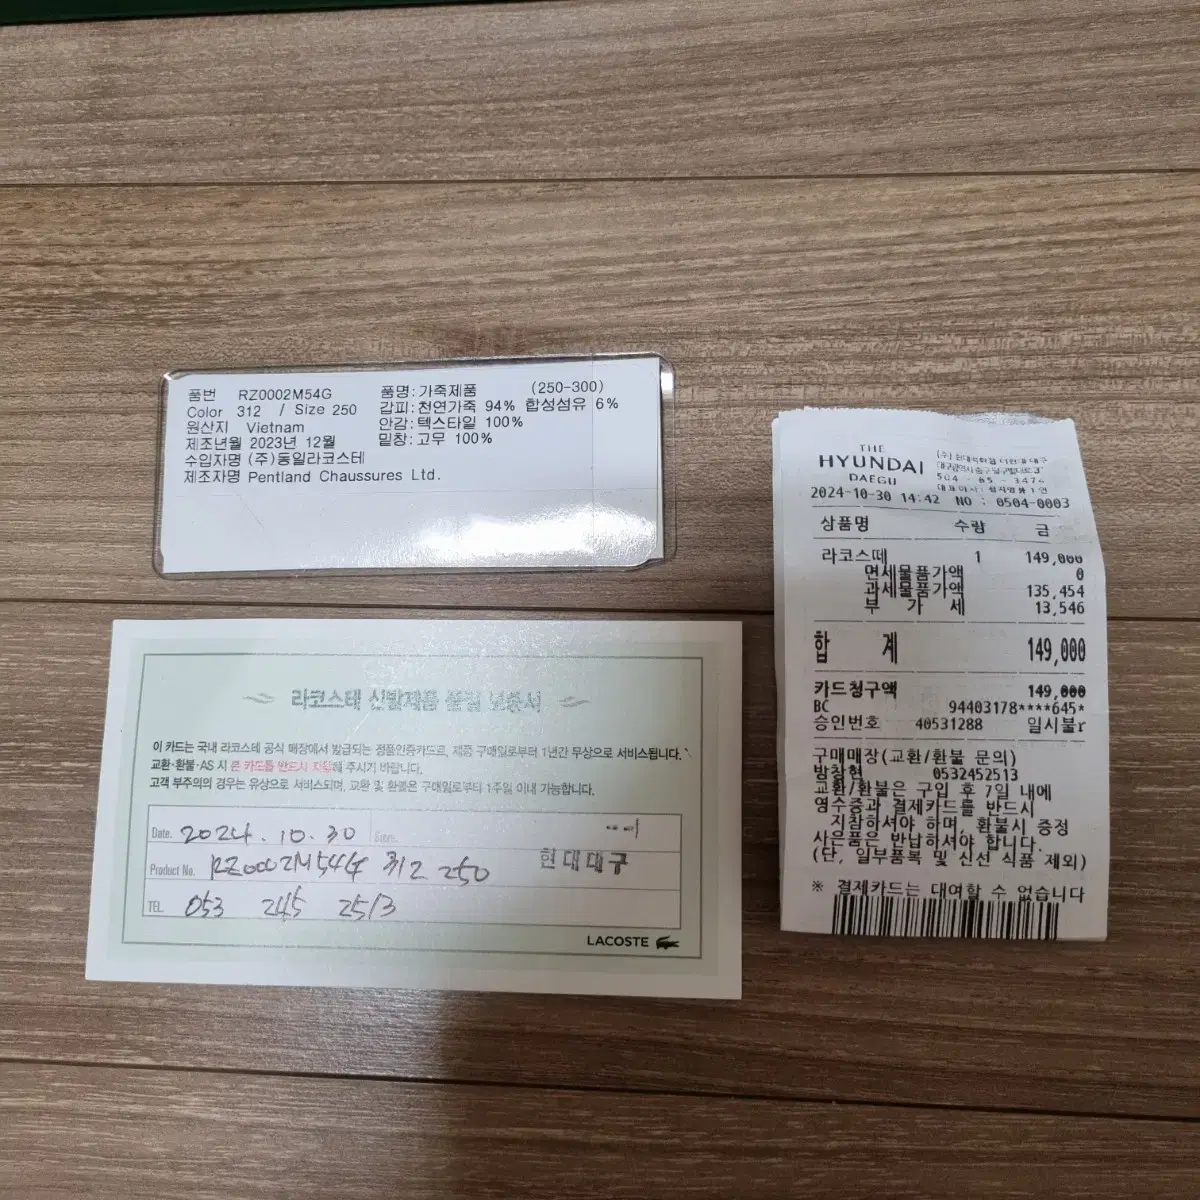 품번 RZ0002M54G
Color 312 / Size 250
원산지 Vietnam
제조년월 2023년 12월
수입자명 (주)동일라코스테
제조자명 Pentland Chaussures Ltd.
품명:가죽제품 (250-300)
갑피:천연가죽 94% 합성섬유 6%
안감:텍스타일 100%
밑창:고무 100%
라코스테 신발제품 품질 보증서
이 카드는 국내 라코스테 공식 매장에서 발급되는 정품인증카드로, 제품 구매일로부터 1년간 무상으로 서비스됩니다.
교환·환불·AS 시 본 카드를 반드시 지참해 주시기 바랍니다.
고객 부주의의 경우는 유상으로 서비스되며, 교환 및 환불은 구매일로부터 1주일 이내 가능합니다.
Date. 2024.10.30 Store.
Product No. RZ0002M54G 312 250 현대대구
TEL. 053 245 2513
LACOSTE
THE
HYUNDAI
DAEGU
504 - 85 - 3474
2024-10-30 14:42 NO : 0504-0003
상품명 수량 금
라코스떼 1 149,000
면세물품가액 0
과세물품가액 135,454
부 가 세 13,546
합 계 149,000
카드청구액 149,000
BC 94403178****645*
승인번호 40531288 일시불
구매매장(교환/환불 문의)
방창현 0532452513
교환/환불은 구입 후 7일 내에
영수증과 결제카드를 반드시
지참하셔야 하며, 환불시 증정
사은품은 반납하셔야 합니다.
(단, 일부품목 및 신선 식품 제외)
※ 결제카드는 대여할 수 없습니다